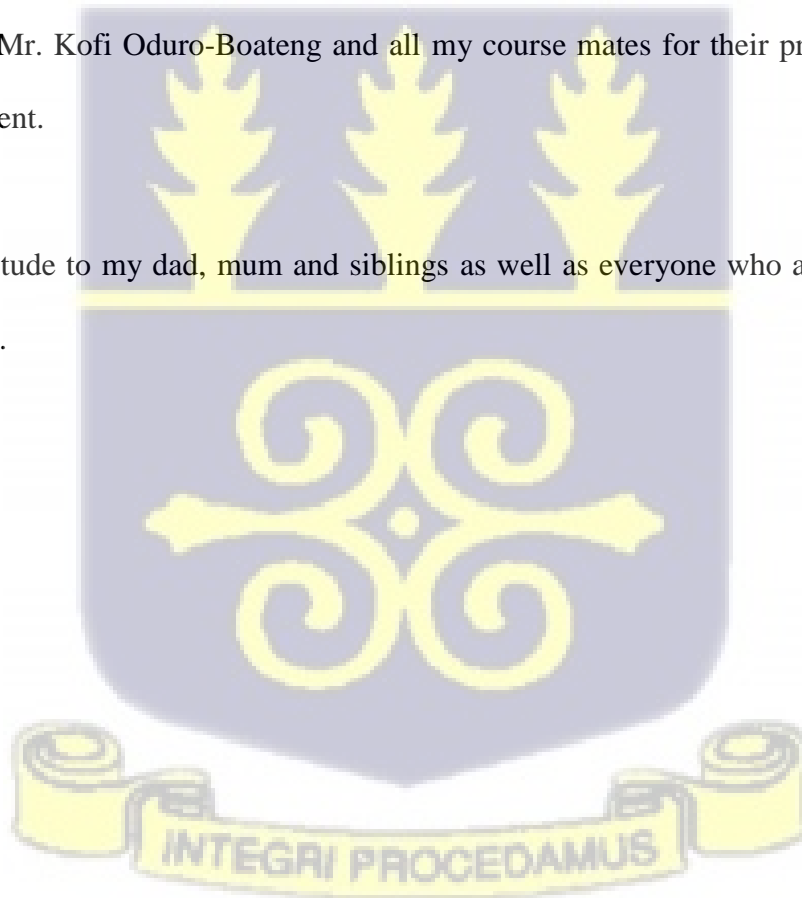 Mr. Kofi Oduro-Boateng and all my course mates for their
ent.
tude to my dad, mum and siblings as well as everyone who
.
INTEGRI PROCEDAMUS